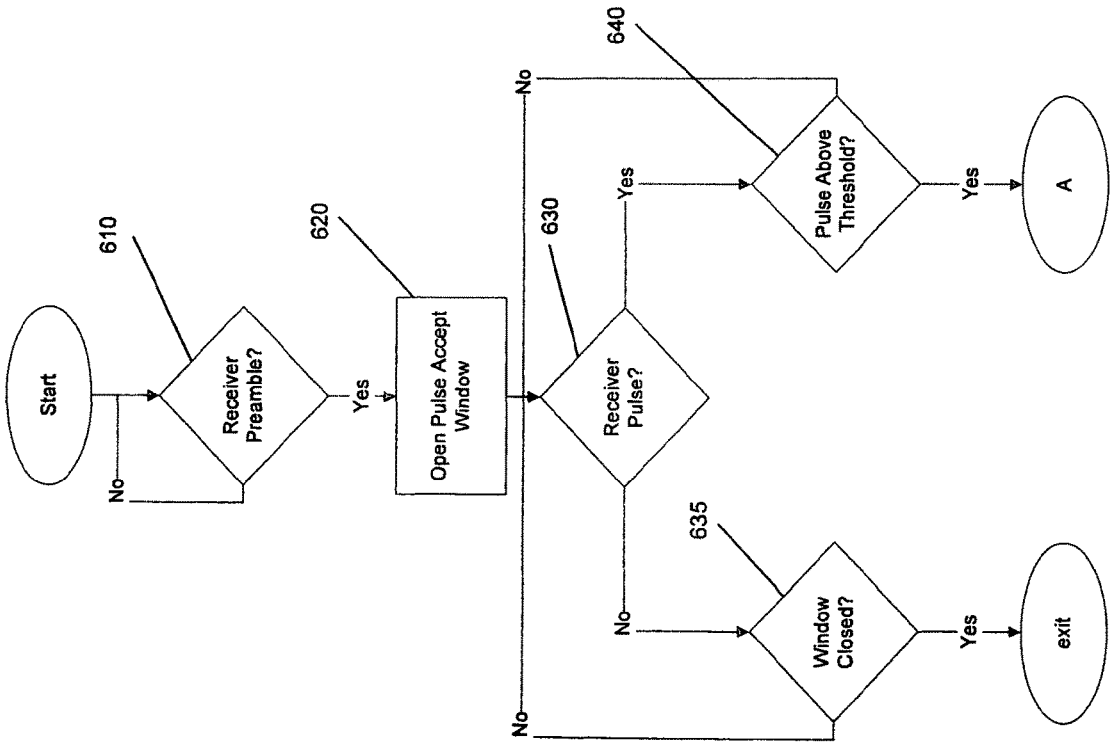 Start
610
Receiver
Preamble?
No
Yes
620
Open Pulse Accept
Window
No
No
630
Receiver
Pulse?
No
Yes
635
Window
Closed?
640
Pulse Above
Threshold?
Yes
Yes
exit
A